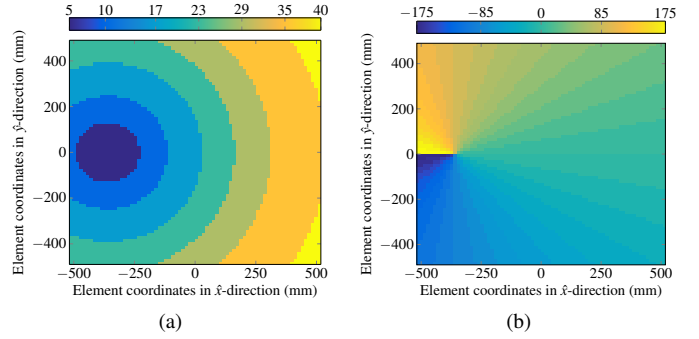 5 10 17 23 29 35 40
400
200
0
−200
−400
−500 −250 0 250 500
Element coordinates in ŷ-direction (mm)
Element coordinates in x̂-direction (mm)
(a)
−175 −85 0 85 175
400
200
0
−200
−400
−500 −250 0 250 500
Element coordinates in ŷ-direction (mm)
Element coordinates in x̂-direction (mm)
(b)